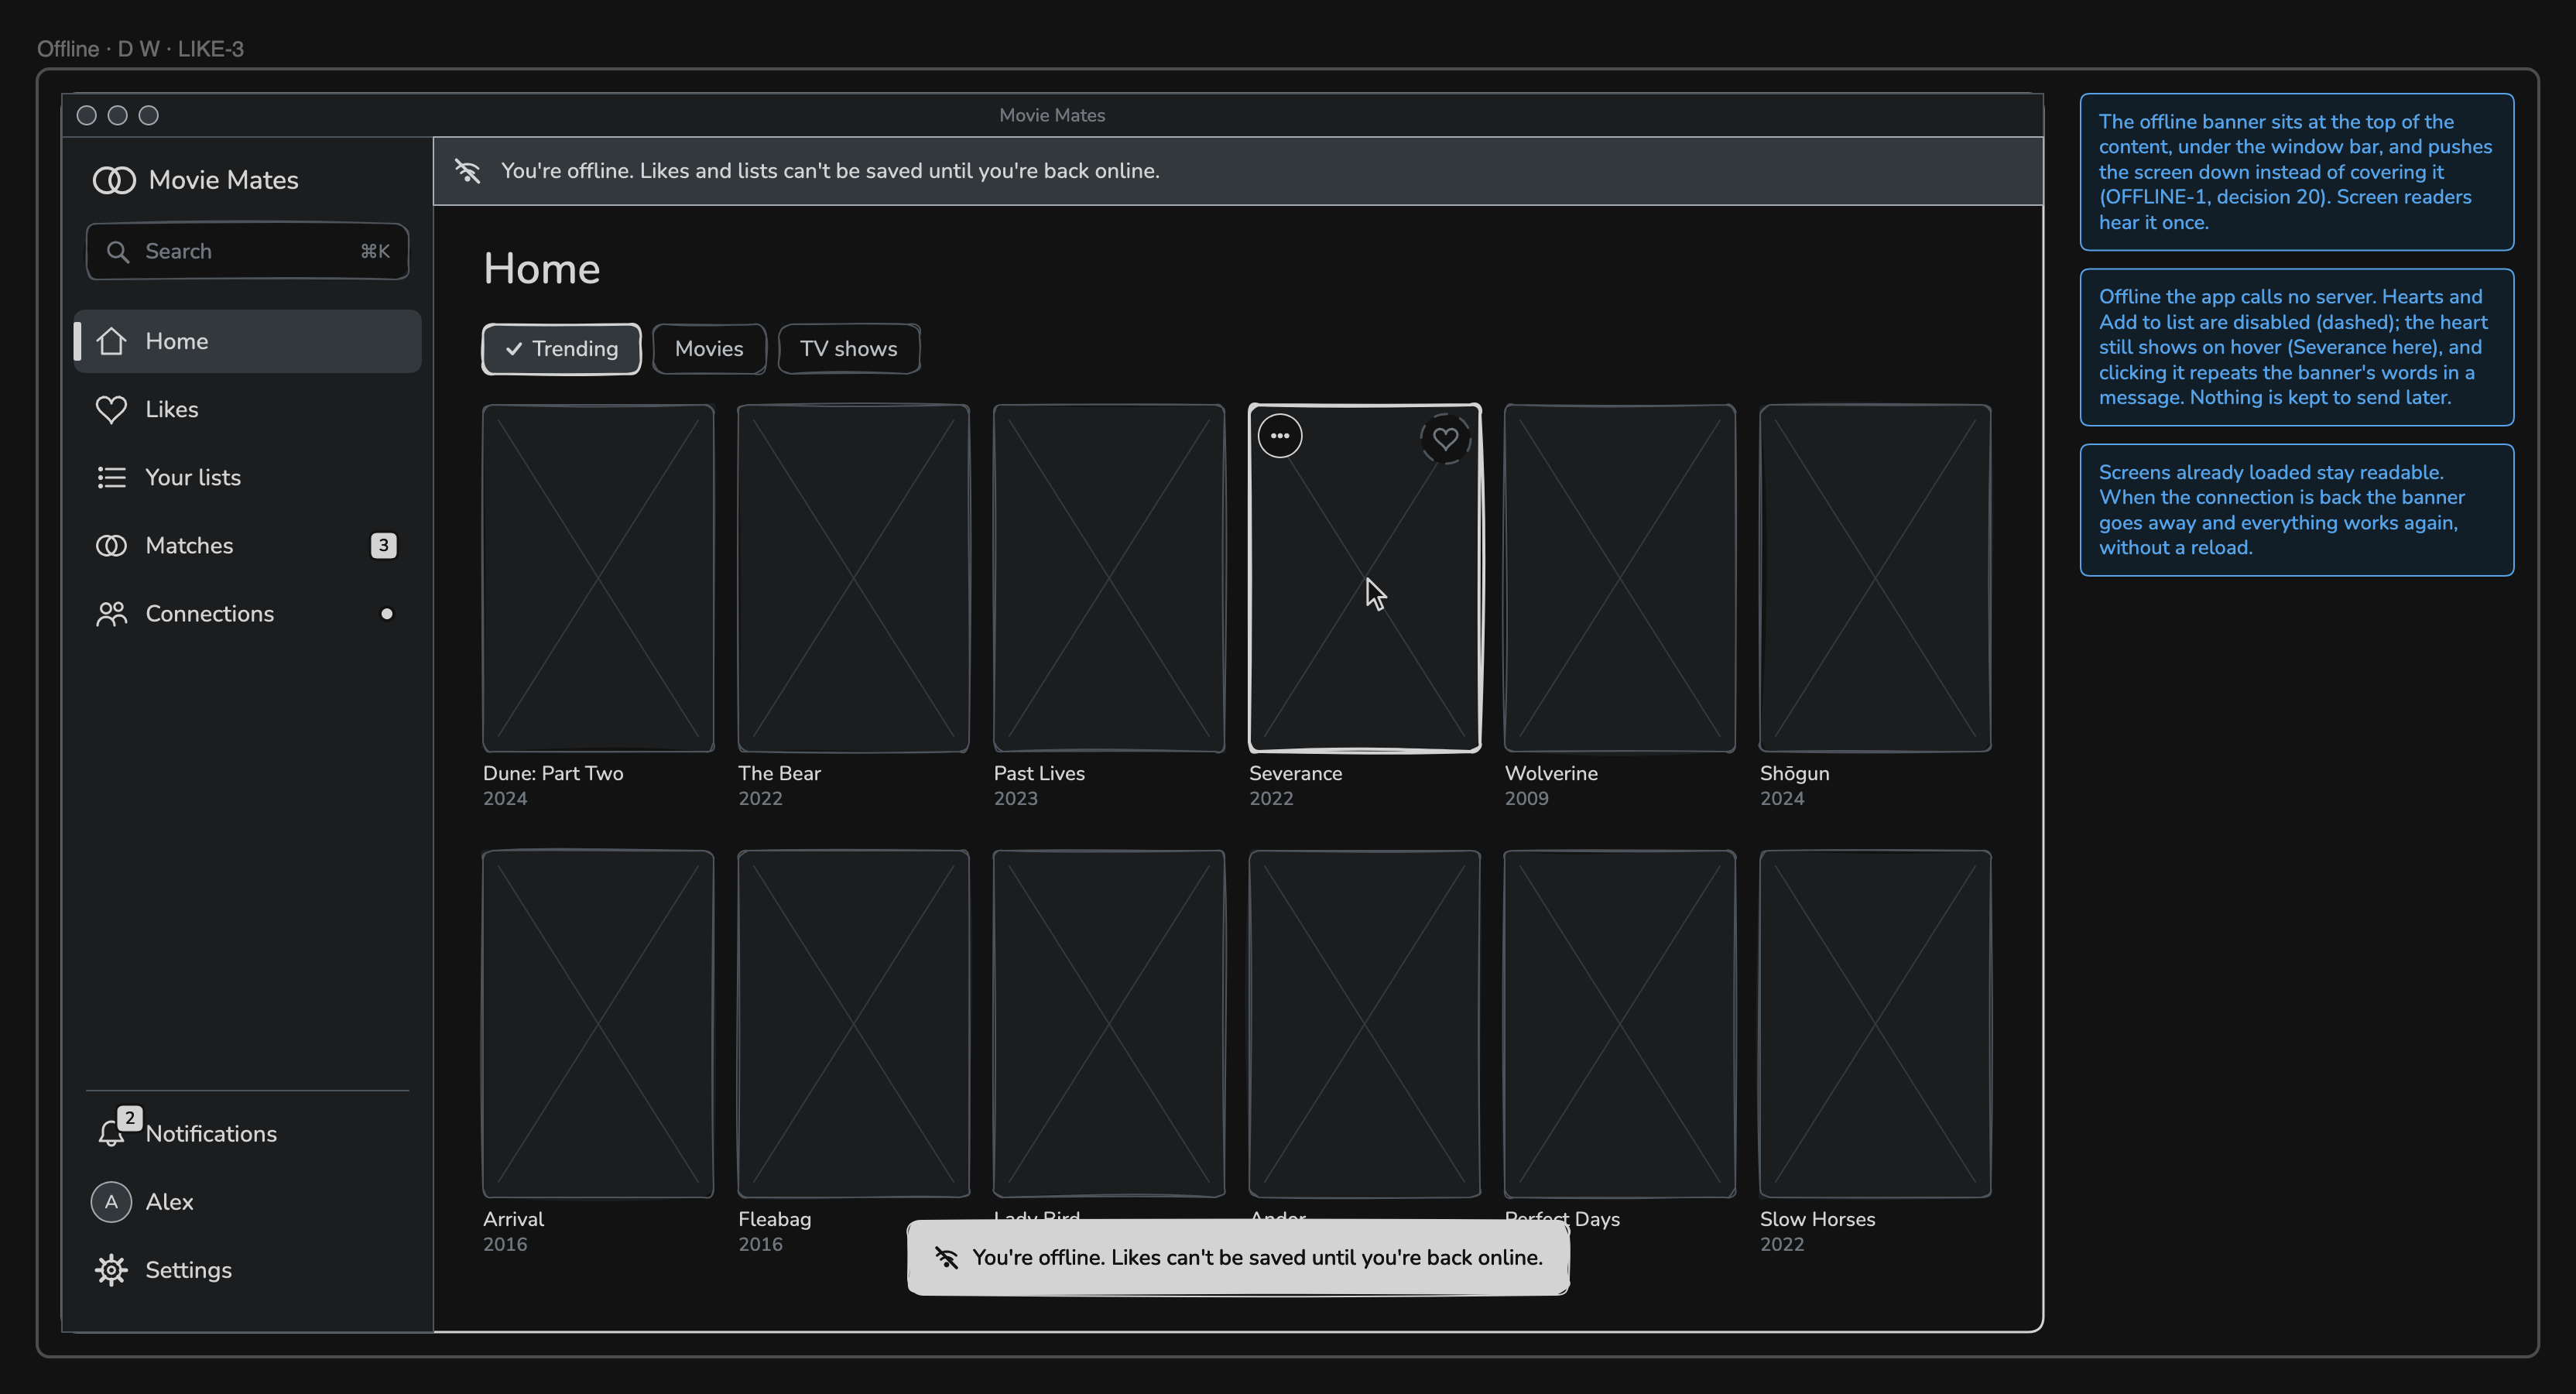 Offline · D W · LIKE-3
Movie Mates
Movie Mates
Search ⌘K
Home
Likes
Your lists
Matches 3
Connections
2
Notifications
A Alex
Settings
You're offline. Likes and lists can't be saved until you're back online.
Home
Trending Movies TV shows
Dune: Part Two The Bear Past Lives Severance Wolverine Shōgun
2024 2022 2023 2022 2009 2024
Arrival Fleabag Lady Bird Andor Perfect Days Slow Horses
2016 2016 2022
You're offline. Likes can't be saved until you're back online.
The offline banner sits at the top of the
content, under the window bar, and pushes
the screen down instead of covering it
(OFFLINE-1, decision 20). Screen readers
hear it once.
Offline the app calls no server. Hearts and
Add to list are disabled (dashed); the heart
still shows on hover (Severance here), and
clicking it repeats the banner's words in a
message. Nothing is kept to send later.
Screens already loaded stay readable.
When the connection is back the banner
goes away and everything works again,
without a reload.